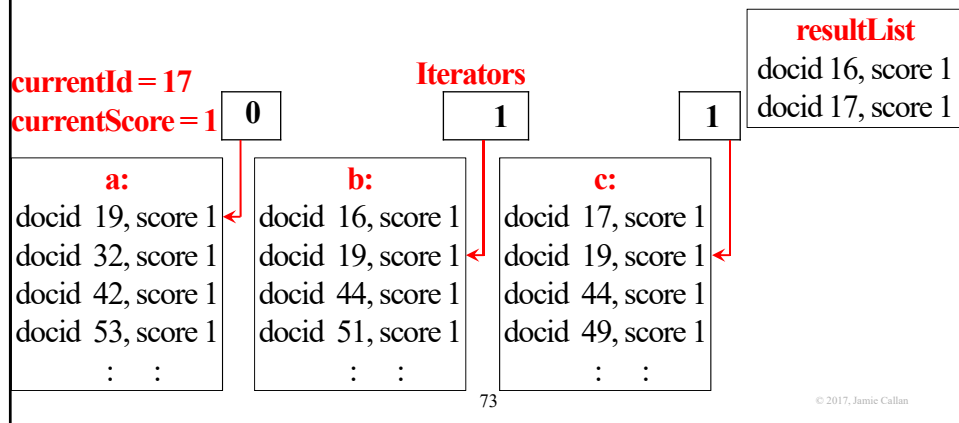 resultList
docid 16, score 1
docid 17, score 1
currentId = 17
currentScore = 1
Iterators
0
1
1
a:
docid 19, score 1
docid 32, score 1
docid 42, score 1
docid 53, score 1
: :
b:
docid 16, score 1
docid 19, score 1
docid 44, score 1
docid 51, score 1
: :
c:
docid 17, score 1
docid 19, score 1
docid 44, score 1
docid 49, score 1
: :
73
© 2017, Jamie Callan